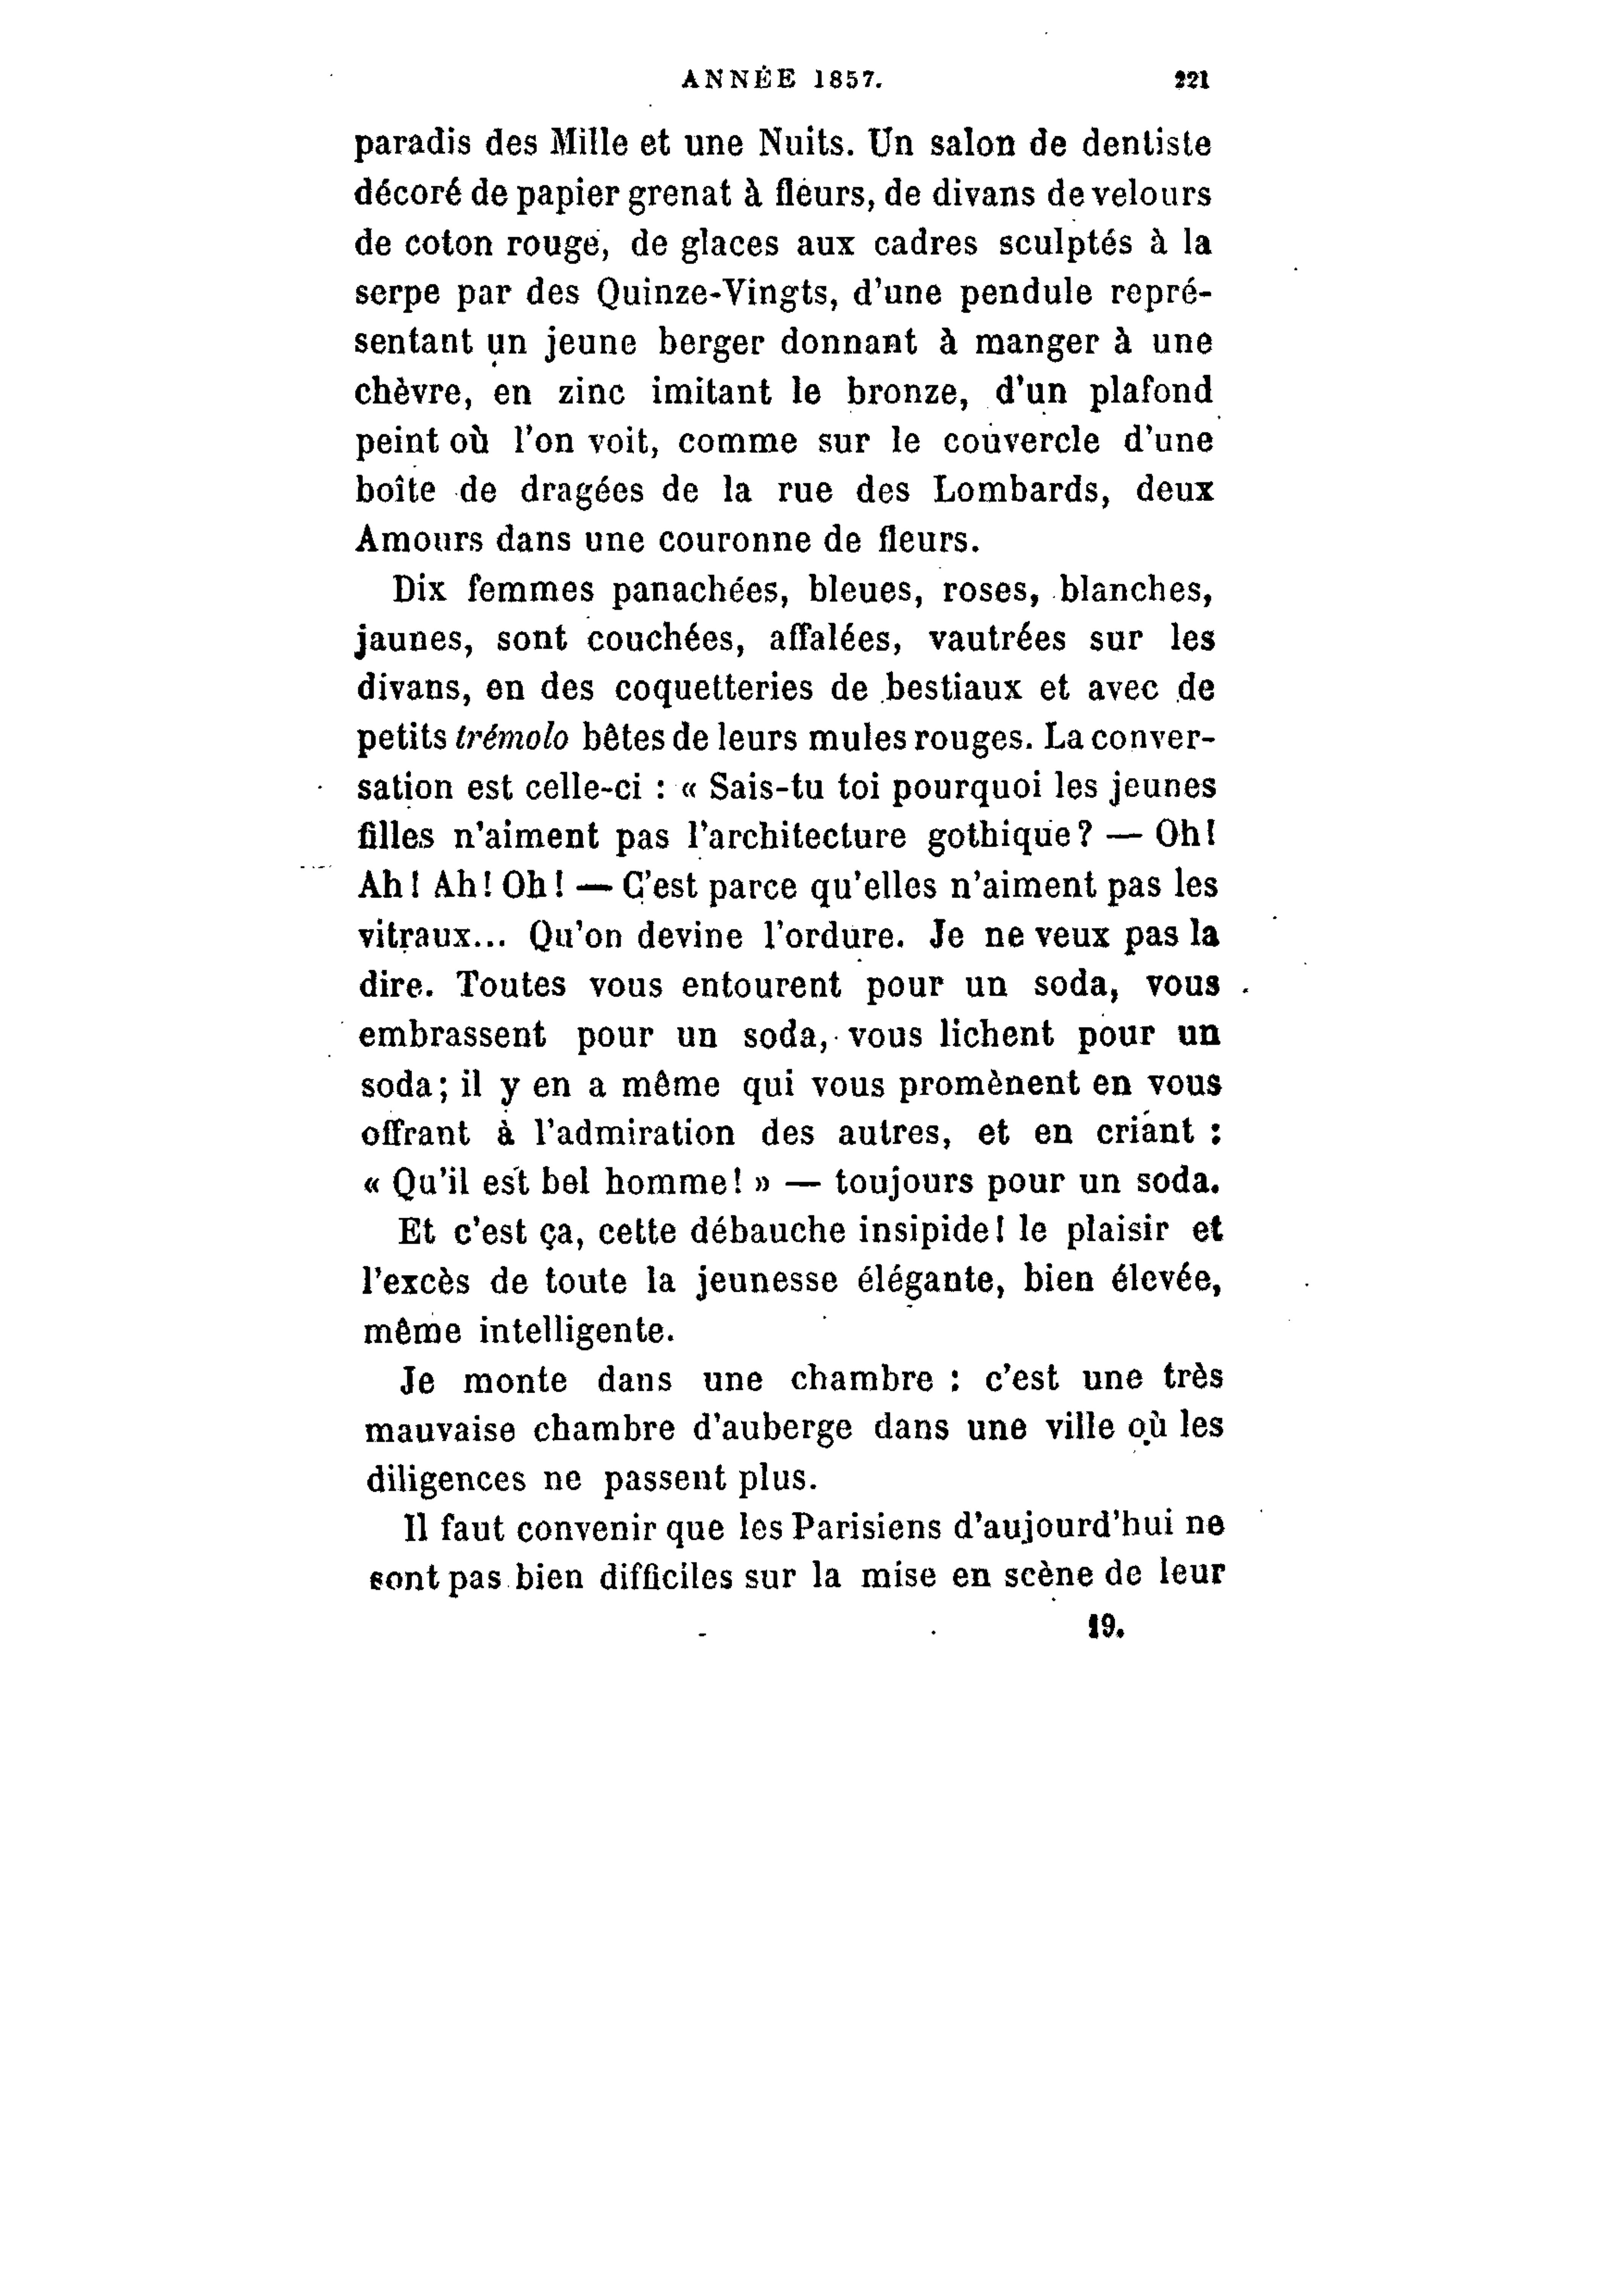 ANNÉE 1857. 221
paradis des Mille et une Nuits. Un salon de dentiste
décoré de papier grenat à fleurs, de divans de velours
de coton rouge, de glaces aux cadres sculptés à la
serpe par des Quinze-Vingts, d'une pendule repré-
sentant un jeune berger donnant à manger à une
chèvre, en zinc imitant le bronze, d'un plafond
peint où l'on voit, comme sur le couvercle d'une
boîte de dragées de la rue des Lombards, deux
Amours dans une couronne de fleurs.
Dix femmes panachées, bleues, roses, blanches,
jaunes, sont couchées, affalées, vautrées sur les
divans, en des coquetteries de bestiaux et avec de
petits trémolo bêtes de leurs mules rouges. La conver-
sation est celle-ci : « Sais-tu toi pourquoi les jeunes
filles n'aiment pas l'architecture gothique? — Oh!
Ah! Ah! Oh! — C'est parce qu'elles n'aiment pas les
vitraux... Qu'on devine l'ordure. Je ne veux pas la
dire. Toutes vous entourent pour un soda, vous
embrassent pour un soda, vous lichent pour un
soda; il y en a même qui vous promènent en vous
offrant à l'admiration des autres, et en criant :
« Qu'il est bel homme! » — toujours pour un soda.
Et c'est ça, cette débauche insipide! le plaisir et
l'excès de toute la jeunesse élégante, bien élevée,
même intelligente.
Je monte dans une chambre : c'est une très
mauvaise chambre d'auberge dans une ville où les
diligences ne passent plus.
Il faut convenir que les Parisiens d'aujourd'hui ne
sont pas bien difficiles sur la mise en scène de leur
19.